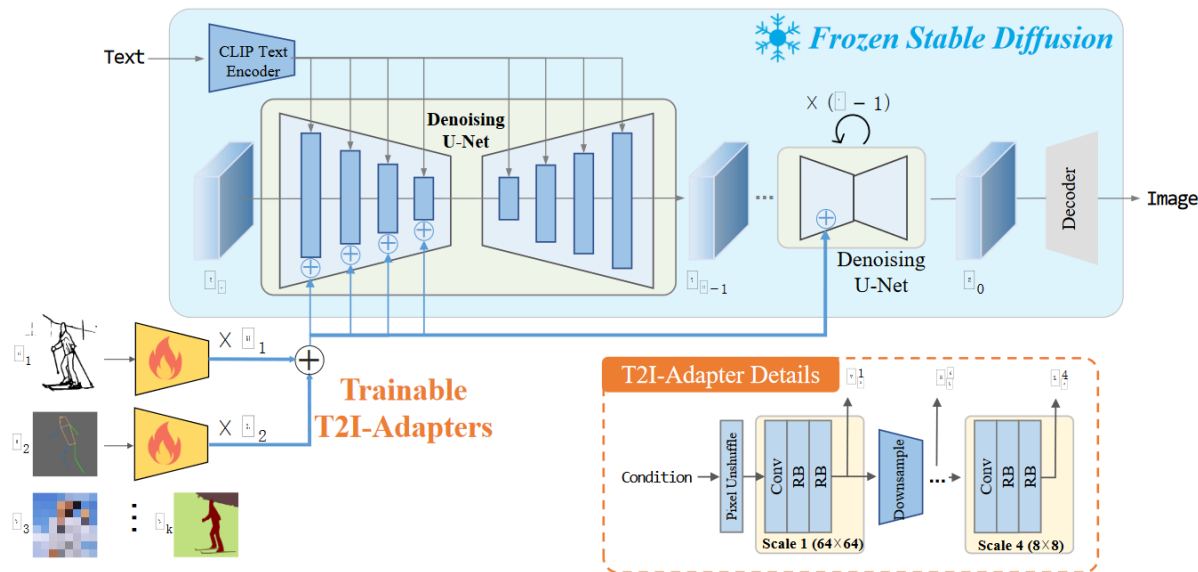 Frozen Stable Diffusion
Text
CLIP Text
Encoder
Denoising
U-Net
× ( - 1)
Decoder
Image
-1
0
Denoising
U-Net
1
× 1
2
× 2
3
k
Trainable
T2I-Adapters
T2I-Adapter Details
1
4
Condition
Pixel Unshuffle
Conv
RB
RB
Downsample
...
Conv
RB
RB
Scale 1 (64×64)
Scale 4 (8×8)